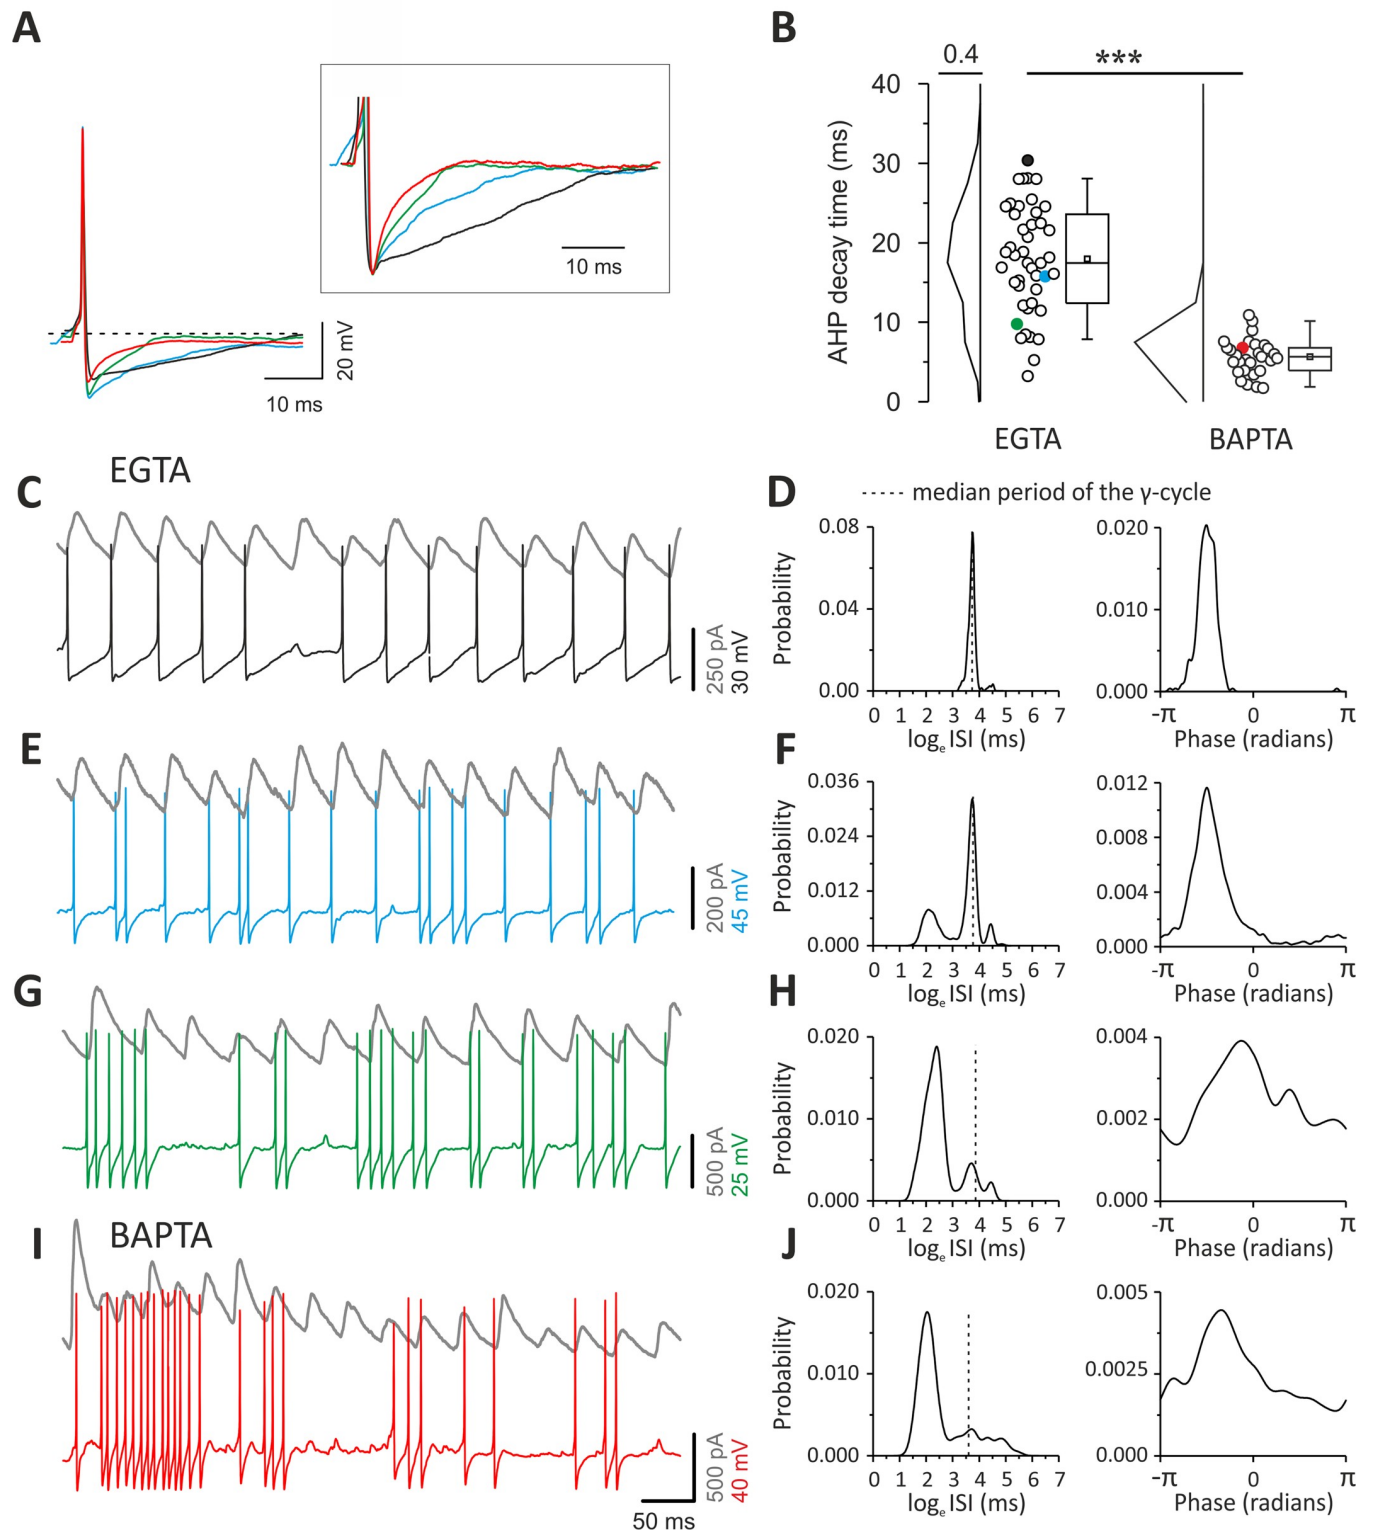 A
10 ms
20 mV
10 ms
B
0.4
***
AHP decay time (ms)
40
30
20
10
0
EGTA
BAPTA
EGTA
C
250 pA
30 mV
D
median period of the γ-cycle
Probability
0.08
0.04
0.00
0 1 2 3 4 5 6 7
logₑ ISI (ms)
0.020
0.010
0.000
-π 0 π
Phase (radians)
E
200 pA
45 mV
F
Probability
0.036
0.024
0.012
0.000
0 1 2 3 4 5 6 7
logₑ ISI (ms)
0.012
0.008
0.004
0.000
-π 0 π
Phase (radians)
G
500 pA
25 mV
H
Probability
0.020
0.010
0.000
0 1 2 3 4 5 6 7
logₑ ISI (ms)
0.004
0.002
0.000
-π 0 π
Phase (radians)
I
BAPTA
500 pA
40 mV
50 ms
J
Probability
0.020
0.010
0.000
0 1 2 3 4 5 6 7
logₑ ISI (ms)
0.005
0.0025
0.000
-π 0 π
Phase (radians)